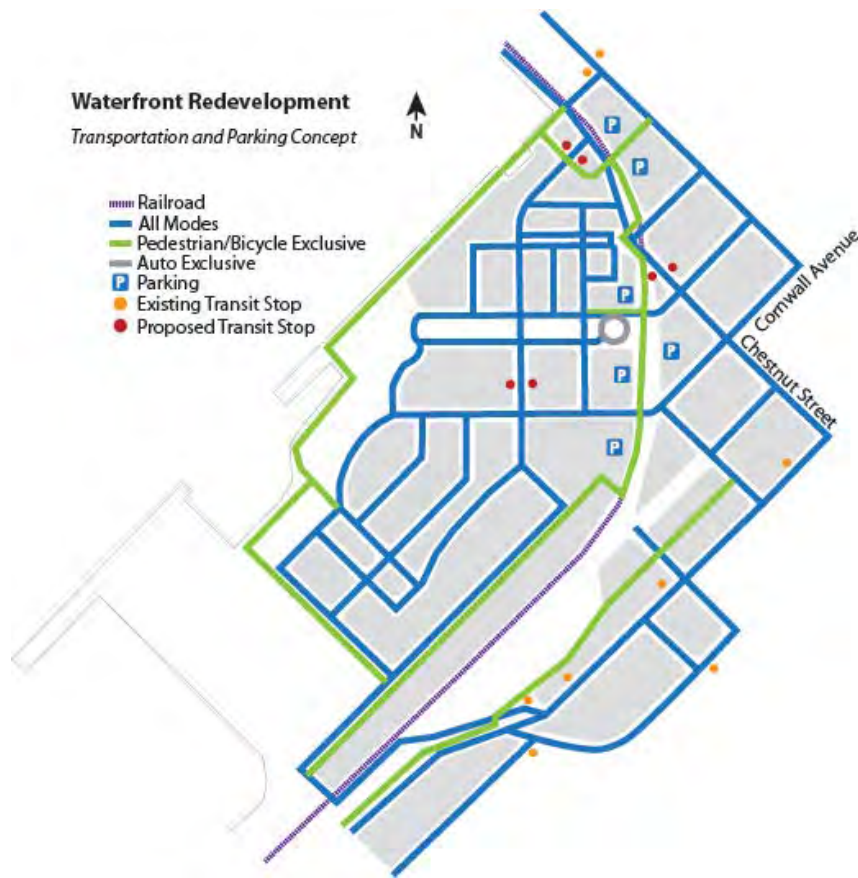 Waterfront Redevelopment
Transportation and Parking Concept
N
Railroad
All Modes
Pedestrian/Bicycle Exclusive
Auto Exclusive
P Parking
Existing Transit Stop
Proposed Transit Stop
P
P
P
P
P
P
Cornwall Avenue
Chestnut Street